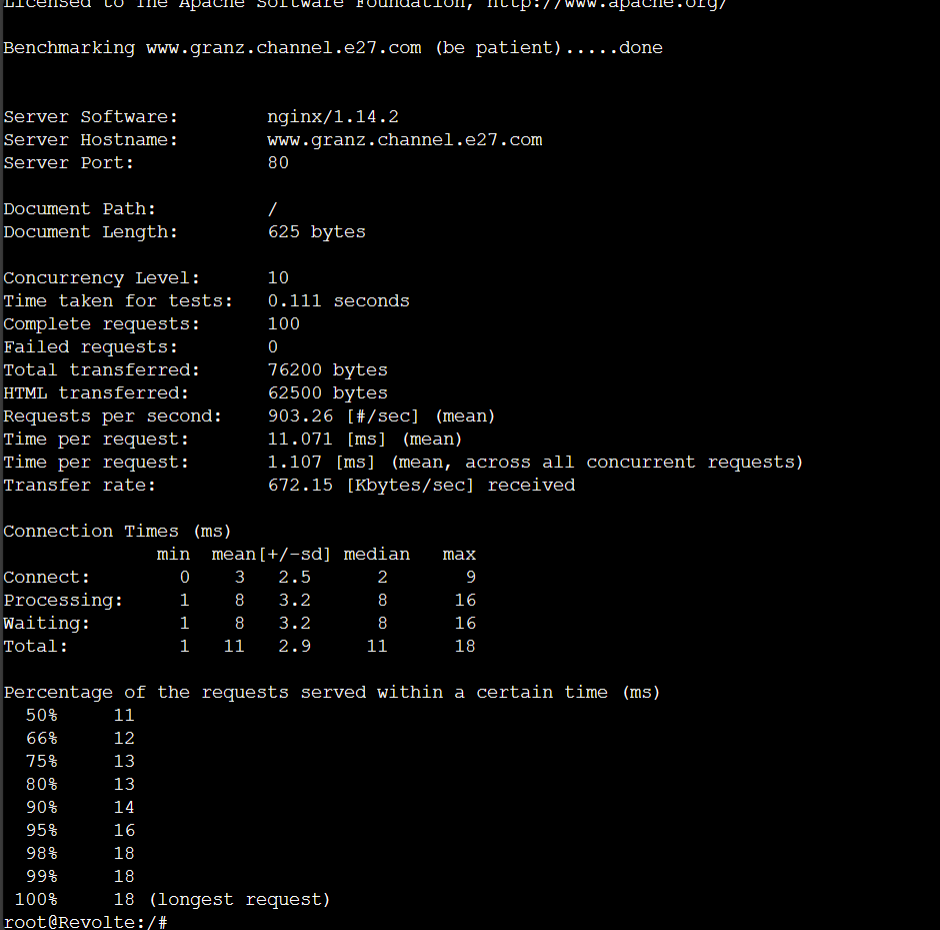 Licensed to The Apache Software Foundation, http://www.apache.org/
Benchmarking www.granz.channel.e27.com (be patient).....done
Server Software:        nginx/1.14.2
Server Hostname:        www.granz.channel.e27.com
Server Port:            80
Document Path:          /
Document Length:        625 bytes
Concurrency Level:      10
Time taken for tests:   0.111 seconds
Complete requests:      100
Failed requests:        0
Total transferred:      76200 bytes
HTML transferred:       62500 bytes
Requests per second:    903.26 [#/sec] (mean)
Time per request:       11.071 [ms] (mean)
Time per request:       1.107 [ms] (mean, across all concurrent requests)
Transfer rate:          672.15 [Kbytes/sec] received
Connection Times (ms)
              min  mean[+/-sd] median   max
Connect:        0    3   2.5      2       9
Processing:     1    8   3.2      8      16
Waiting:        1    8   3.2      8      16
Total:          1   11   2.9     11      18
Percentage of the requests served within a certain time (ms)
  50%     11
  66%     12
  75%     13
  80%     13
  90%     14
  95%     16
  98%     18
  99%     18
 100%     18 (longest request)
root@Revolte:/#